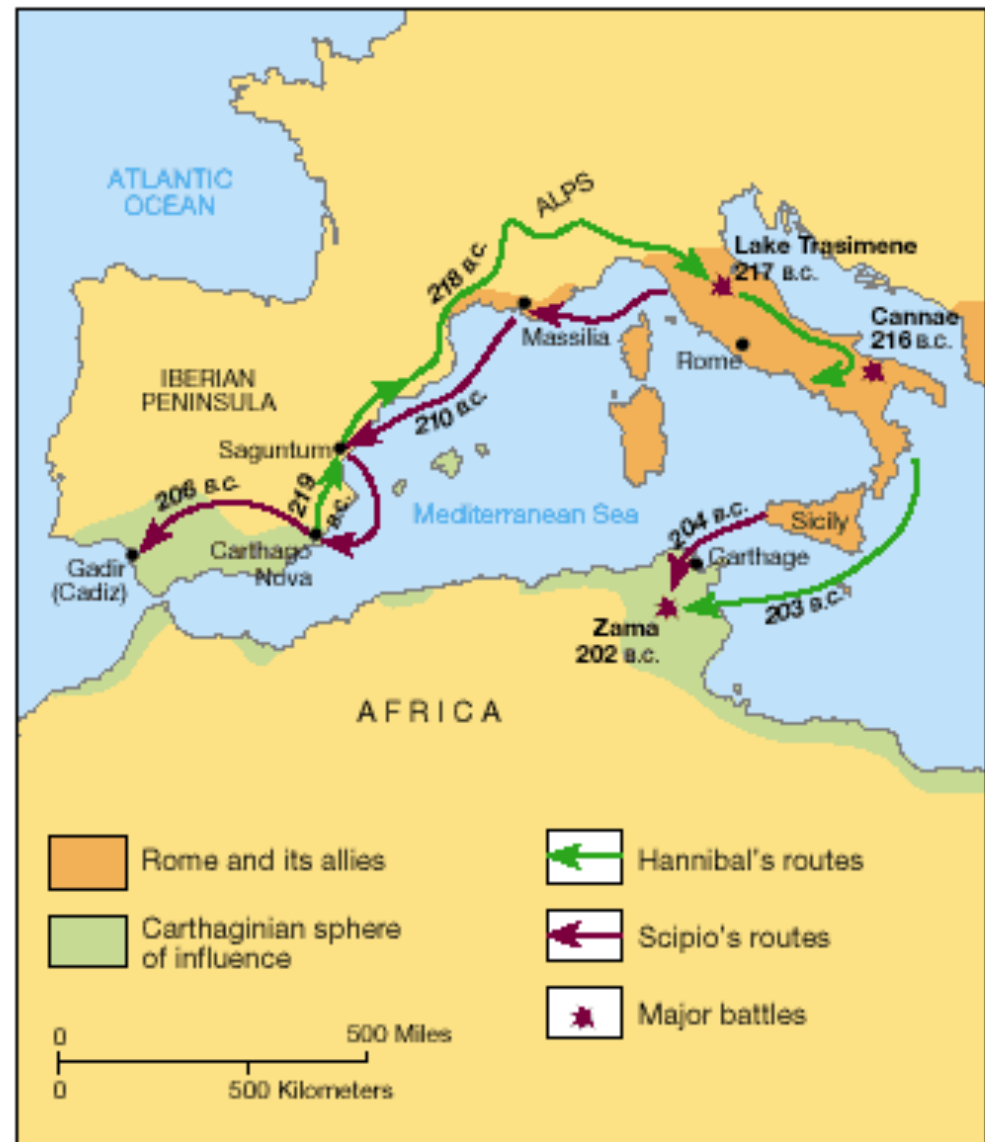 ATLANTIC
OCEAN
ALPS
218 B.C.
Lake Trasimene
217 B.C.
Cannae
216 B.C.
Massilia
Rome
IBERIAN
PENINSULA
210 B.C.
Saguntum
206 B.C.
219
B.C.
Mediterranean Sea
204 B.C.
Sicily
Gadir
(Cadiz)
Carthago
Nova
Carthage
203 B.C.
Zama
202 B.C.
AFRICA
Rome and its allies
Carthaginian sphere
of influence
Hannibal's routes
Scipio's routes
Major battles
0 500 Miles
0 500 Kilometers